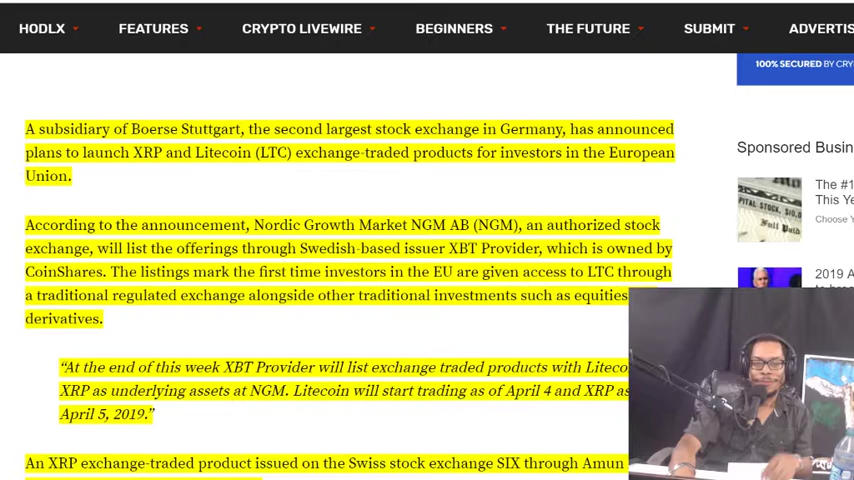 HODLX FEATURES CRYPTO LIVEWIRE BEGINNERS THE FUTURE SUBMIT
100% SECURED BY
A subsidiary of Boerse Stuttgart, the second largest stock exchange in Germany, has announced
plans to launch XRP and Litecoin (LTC) exchange-traded products for investors in the European
Union.
According to the announcement, Nordic Growth Market NGM AB (NGM), an authorized stock
exchange, will list the offerings through Swedish-based issuer XBT Provider, which is owned by
CoinShares. The listings mark the first time investors in the EU are given access to LTC through
a traditional regulated exchange alongside other traditional investments such as equities
derivatives.
“At the end of this week XBT Provider will list exchange traded products with
XRP as underlying assets at NGM. Litecoin will start trading as of April 4 and XRP as
April 5, 2019.”
An XRP exchange-traded product issued on the Swiss stock exchange SIX through Amun
Sponsored
The #1
This
Choose
2019